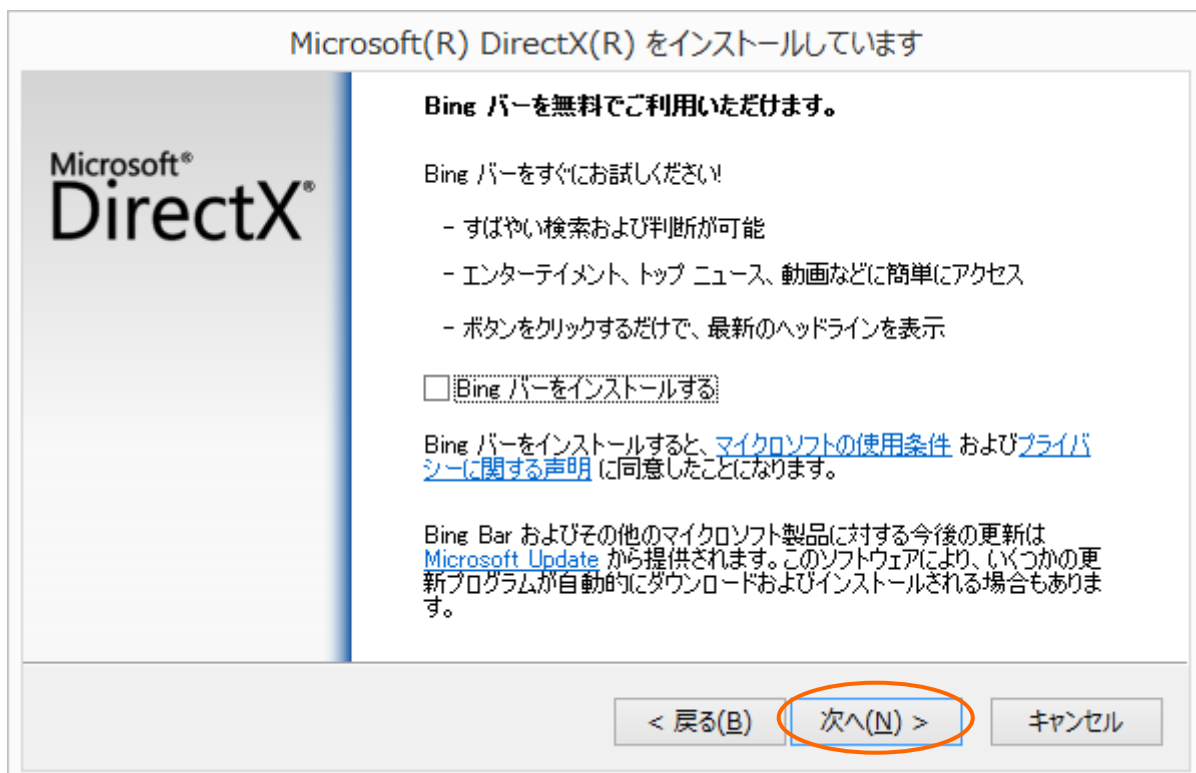 Microsoft(R) DirectX(R) をインストールしています
Microsoft®
DirectX®
Bing バーを無料でご利用いただけます。
Bing バーをすぐにお試しください!
- すばやい検索および判断が可能
- エンターテイメント、トップ ニュース、動画などに簡単にアクセス
- ボタンをクリックするだけで、最新のヘッドラインを表示
Bing バーをインストールする
Bing バーをインストールすると、マイクロソフトの使用条件 およびプライバ
シーに関する声明 に同意したことになります。
Bing Bar およびその他のマイクロソフト製品に対する今後の更新は
Microsoft Update から提供されます。このソフトウェアにより、いくつかの更
新プログラムが自動的にダウンロードおよびインストールされる場合もありま
す。
< 戻る(B) 次へ(N) > キャンセル